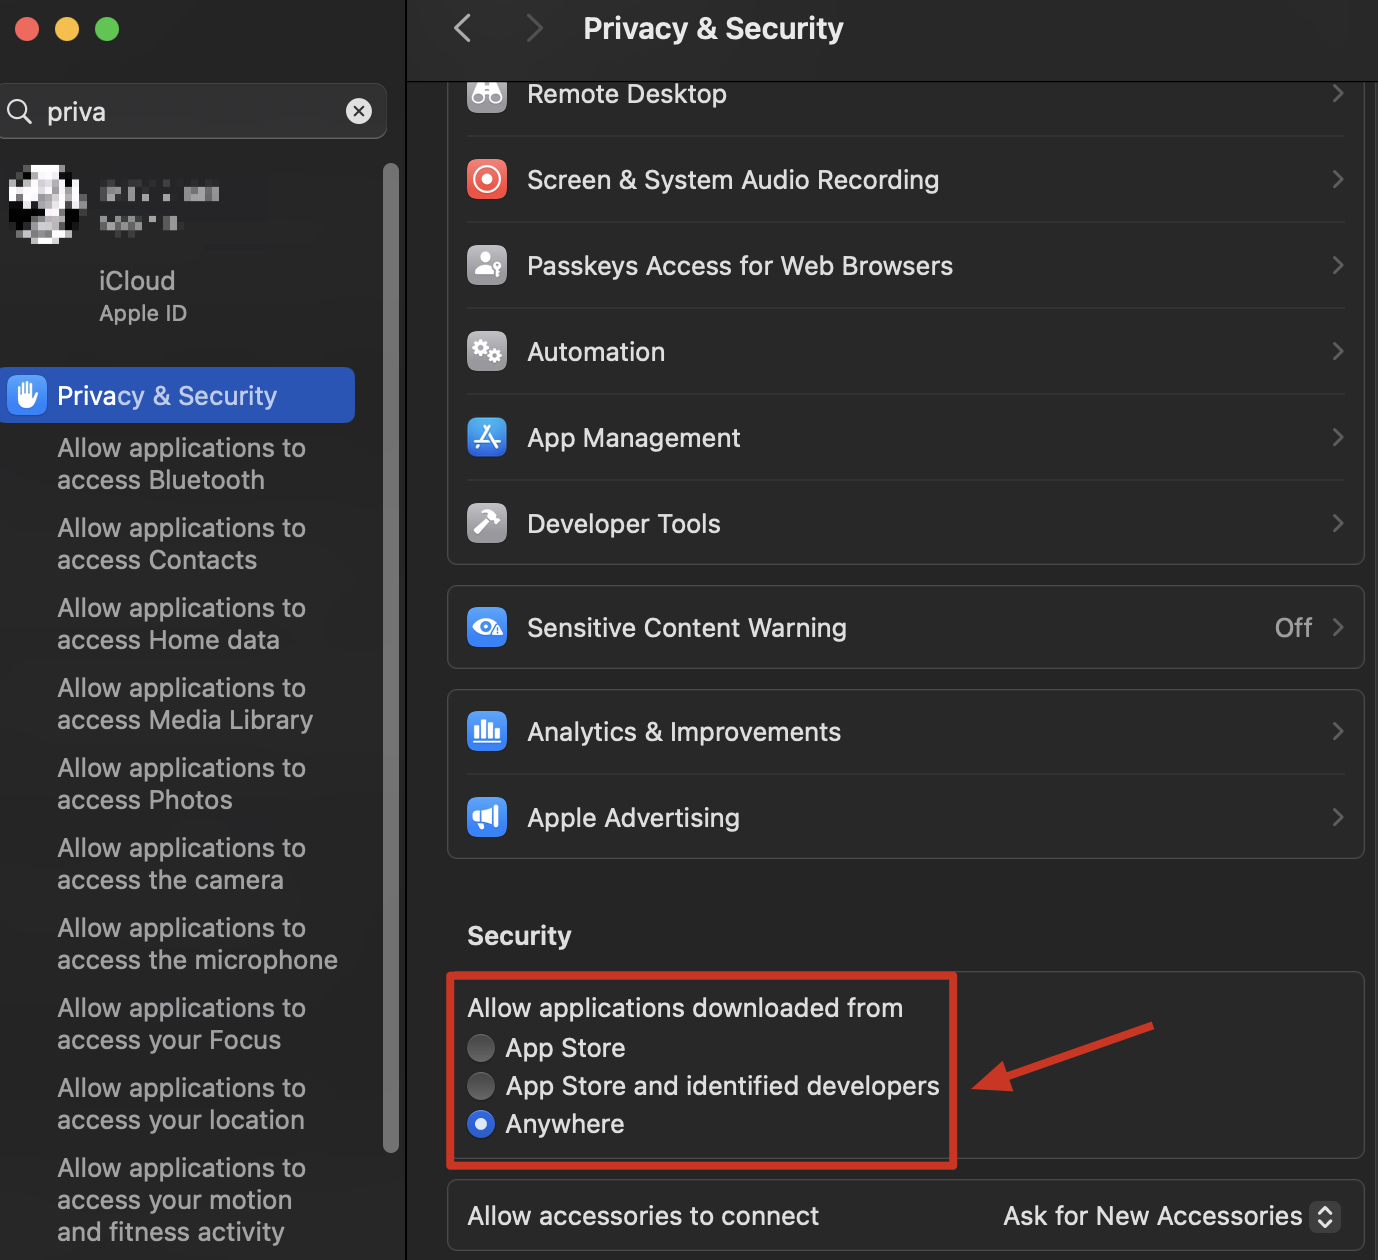 Privacy & Security
priva
iCloud
Apple ID
Privacy & Security
Allow applications to
access Bluetooth
Allow applications to
access Contacts
Allow applications to
access Home data
Allow applications to
access Media Library
Allow applications to
access Photos
Allow applications to
access the camera
Allow applications to
access the microphone
Allow applications to
access your Focus
Allow applications to
access your location
Allow applications to
access your motion
and fitness activity
Remote Desktop
Screen & System Audio Recording
Passkeys Access for Web Browsers
Automation
App Management
Developer Tools
Sensitive Content Warning Off
Analytics & Improvements
Apple Advertising
Security
Allow applications downloaded from
App Store
App Store and identified developers
Anywhere
Allow accessories to connect Ask for New Accessories